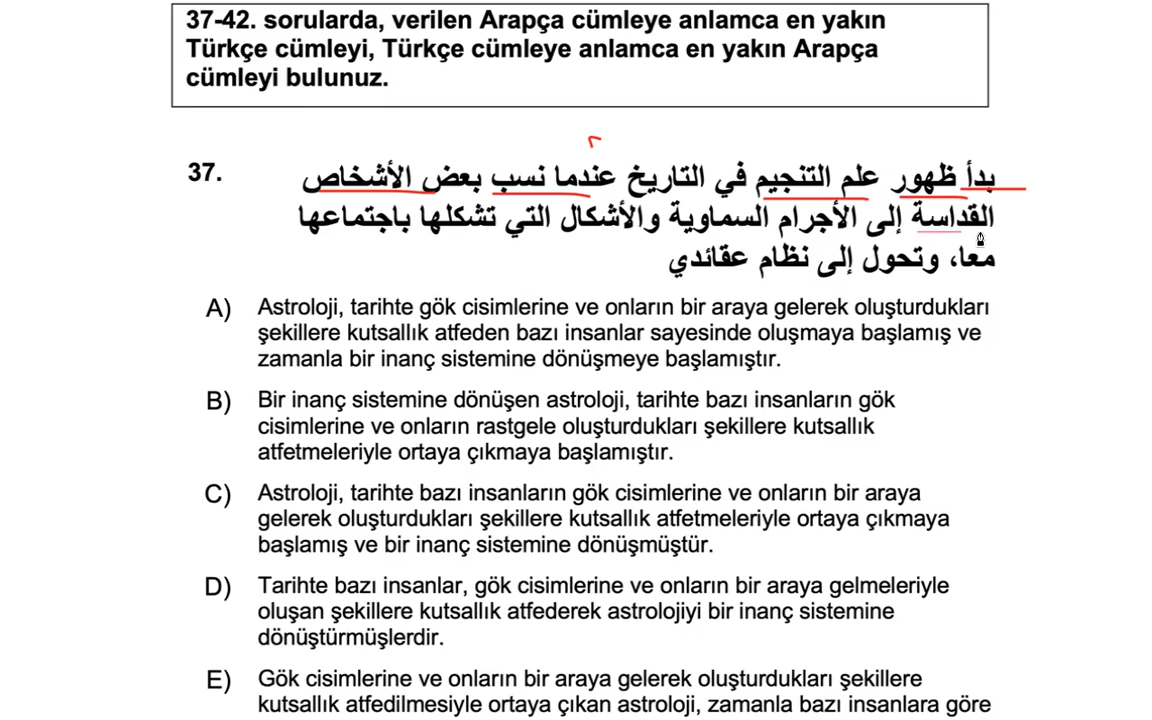 37-42. sorularda, verilen Arapça cümleye anlamca en yakın
Türkçe cümleyi, Türkçe cümleye anlamca en yakın Arapça
cümleyi bulunuz.
37.
بدأ ظهور علم التنجيم في التاريخ عندما نسب بعض الأشخاص
القداسة إلى الأجرام السماوية والأشكال التي تشكلها باجتماعها
معا، وتحول إلى نظام عقائدي
A) Astroloji, tarihte gök cisimlerine ve onların bir araya gelerek oluşturdukları
şekillere kutsallık atfeden bazı insanlar sayesinde oluşmaya başlamış ve
zamanla bir inanç sistemine dönüşmeye başlamıştır.
B) Bir inanç sistemine dönüşen astroloji, tarihte bazı insanların gök
cisimlerine ve onların rastgele oluşturdukları şekillere kutsallık
atfetmeleriyle ortaya çıkmaya başlamıştır.
C) Astroloji, tarihte bazı insanların gök cisimlerine ve onların bir araya
gelerek oluşturdukları şekillere kutsallık atfetmeleriyle ortaya çıkmaya
başlamış ve bir inanç sistemine dönüşmüştür.
D) Tarihte bazı insanlar, gök cisimlerine ve onların bir araya gelmeleriyle
oluşan şekillere kutsallık atfederek astrolojiyi bir inanç sistemine
dönüştürmüşlerdir.
E) Gök cisimlerine ve onların bir araya gelerek oluşturdukları şekillere
kutsallık atfedilmesiyle ortaya çıkan astroloji, zamanla bazı insanlara göre